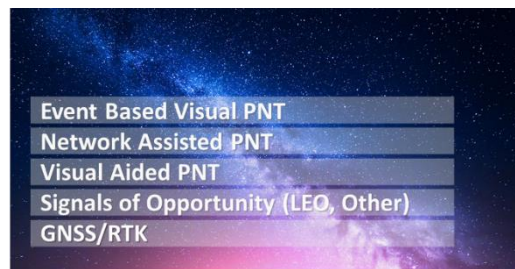 Event Based Visual PNT
Network Assisted PNT
Visual Aided PNT
Signals of Opportunity (LEO, Other)
GNSS/RTK